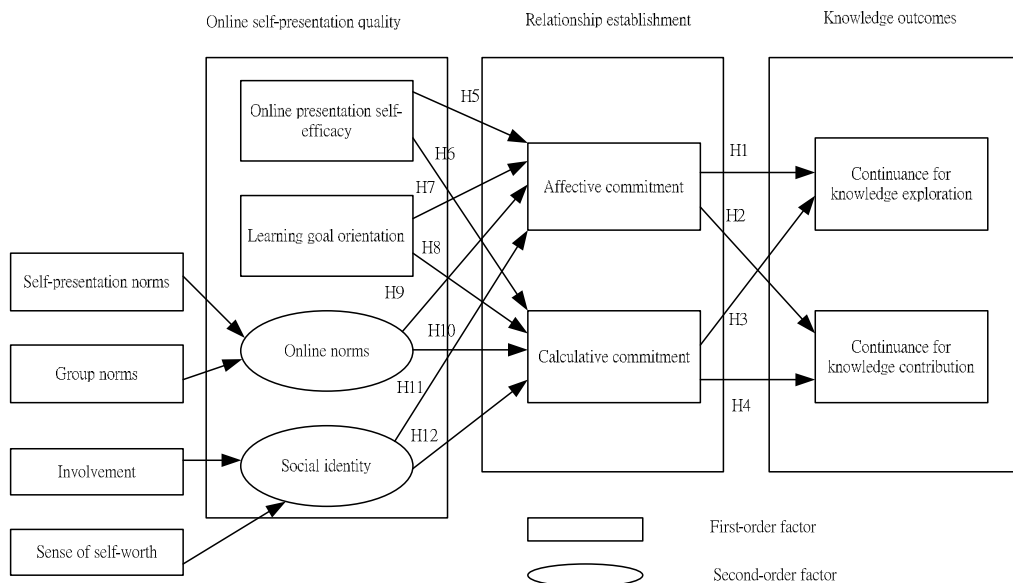 Online self-presentation quality
Relationship establishment
Knowledge outcomes
Online presentation self-
efficacy
H5
H6
H7
Affective commitment
H1
Continuance for
knowledge exploration
Learning goal orientation
H8
H2
Self-presentation norms
H9
H3
Online norms
H10
Calculative commitment
Continuance for
knowledge contribution
Group norms
H11
H4
H12
Involvement
Social identity
Sense of self-worth
First-order factor
Second-order factor